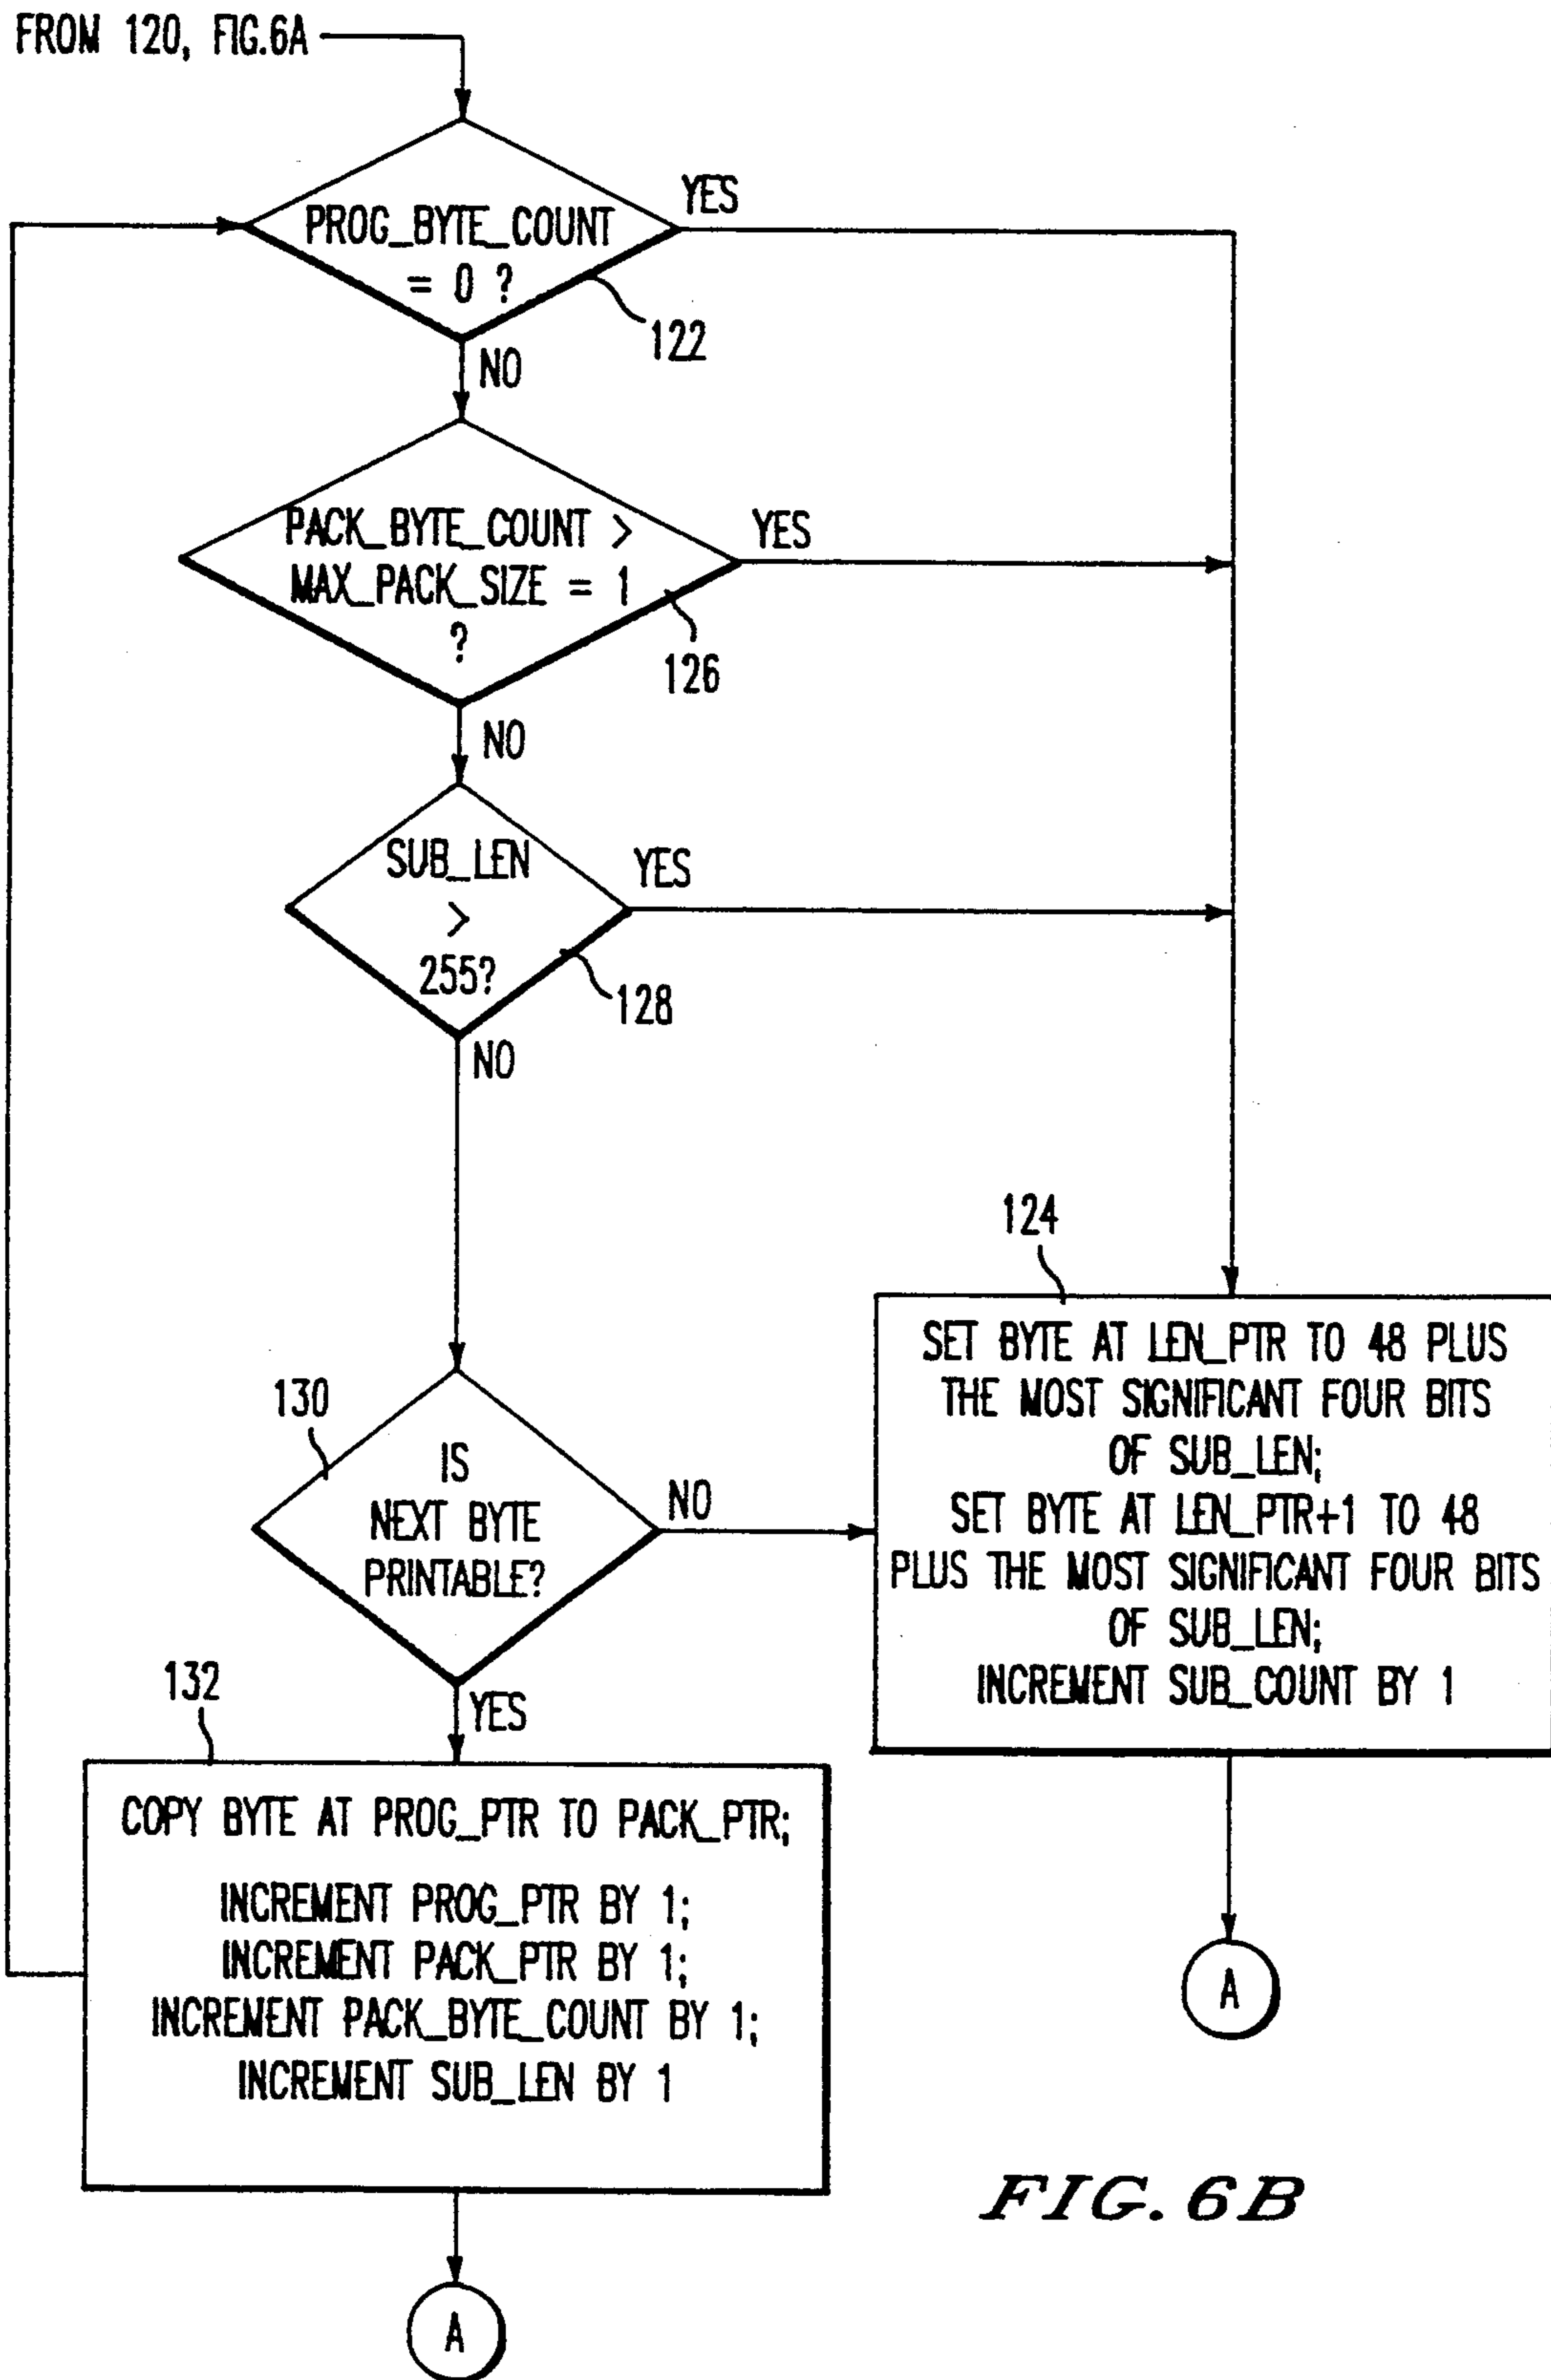 FROM 120, FIG.6A
PROG_BYTE_COUNT
= 0 ?
YES
122
NO
PACK_BYTE_COUNT >
MAX_PACK_SIZE = 1
?
YES
126
NO
SUB_LEN
>
255?
YES
128
NO
124
SET BYTE AT LEN_PTR TO 48 PLUS
THE MOST SIGNIFICANT FOUR BITS
OF SUB_LEN;
SET BYTE AT LEN_PTR+1 TO 48
PLUS THE MOST SIGNIFICANT FOUR BITS
OF SUB_LEN;
INCREMENT SUB_COUNT BY 1
130
IS
NEXT BYTE
PRINTABLE?
NO
YES
132
COPY BYTE AT PROG_PTR TO PACK_PTR;
INCREMENT PROG_PTR BY 1;
INCREMENT PACK_PTR BY 1;
INCREMENT PACK_BYTE_COUNT BY 1;
INCREMENT SUB_LEN BY 1
A
A
FIG. 6B